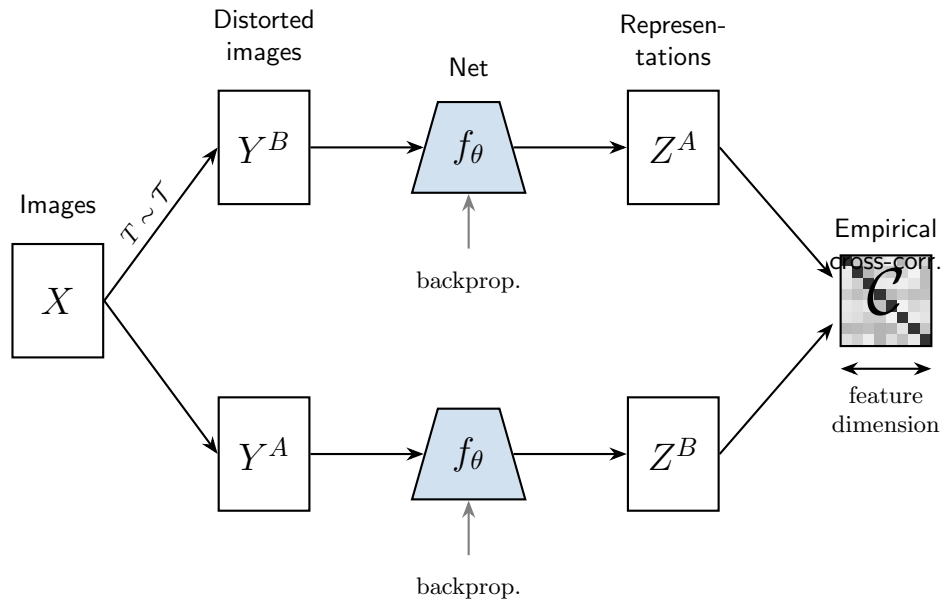 Distorted
images
Represen-
tations
Net
Y^B
f_θ
Z^A
T ~ 𝒯
Images
backprop.
Empirical
cross-corr.
X
𝒞
feature
dimension
Y^A
f_θ
Z^B
backprop.